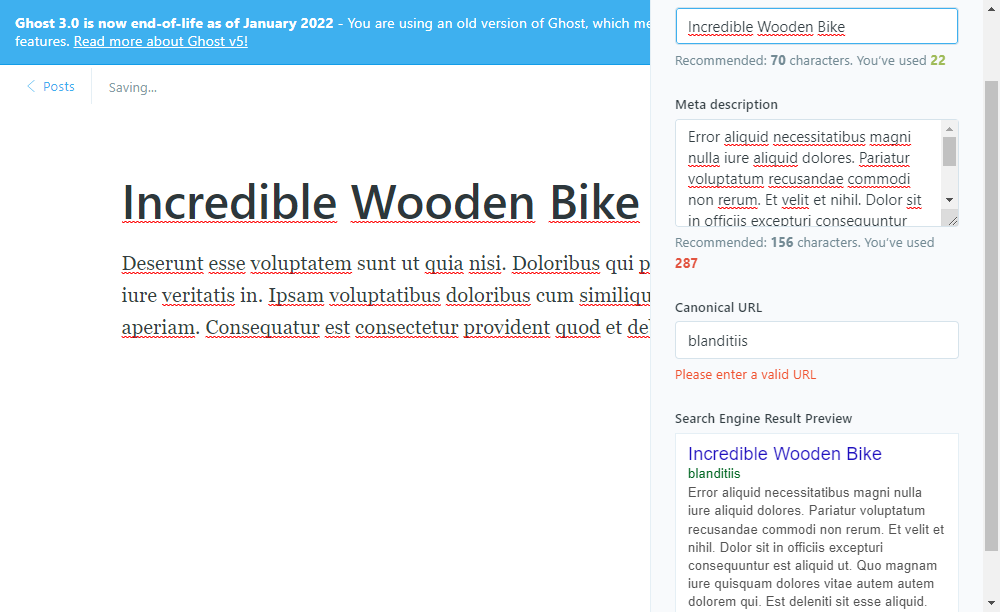 Ghost 3.0 is now end-of-life as of January 2022 - You are using an old version of Ghost, which me
features. Read more about Ghost v5!
Posts
Saving...
Incredible Wooden Bike
Deserunt esse voluptatem sunt ut quia nisi. Doloribus qui p
iure veritatis in. Ipsam voluptatibus doloribus cum similiqu
aperiam. Consequatur est consectetur provident quod et del
Incredible Wooden Bike
Recommended: 70 characters. You’ve used 22
Meta description
Error aliquid necessitatibus magni
nulla iure aliquid dolores. Pariatur
voluptatum recusandae commodi
non rerum. Et velit et nihil. Dolor sit
in officiis excepturi consequuntur
Recommended: 156 characters. You’ve used
287
Canonical URL
blanditiis
Please enter a valid URL
Search Engine Result Preview
Incredible Wooden Bike
blanditiis
Error aliquid necessitatibus magni nulla
iure aliquid dolores. Pariatur voluptatum
recusandae commodi non rerum. Et velit et
nihil. Dolor sit in officiis excepturi
consequuntur est aliquid ut. Quo magnam
iure quisquam dolores vitae autem autem
dolorem qui. Est deleniti sit esse aliquid.